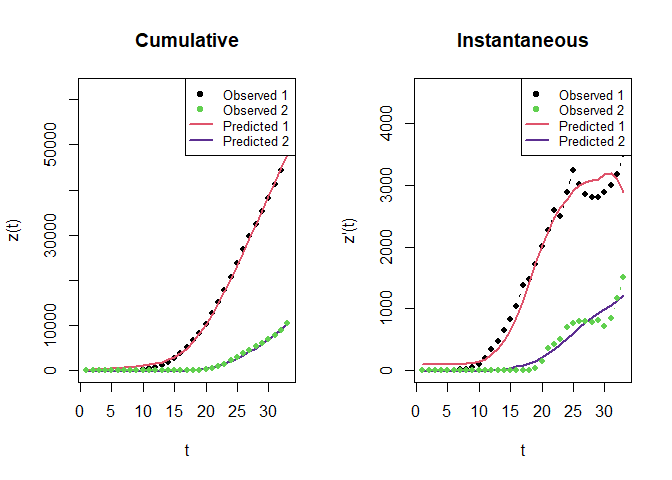 Cumulative
Observed 1
Observed 2
Predicted 1
Predicted 2
z(t)
0
10000
30000
50000
0
5
10
15
20
25
30
t
Instantaneous
Observed 1
Observed 2
Predicted 1
Predicted 2
z'(t)
0
1000
2000
3000
4000
0
5
10
15
20
25
30
t